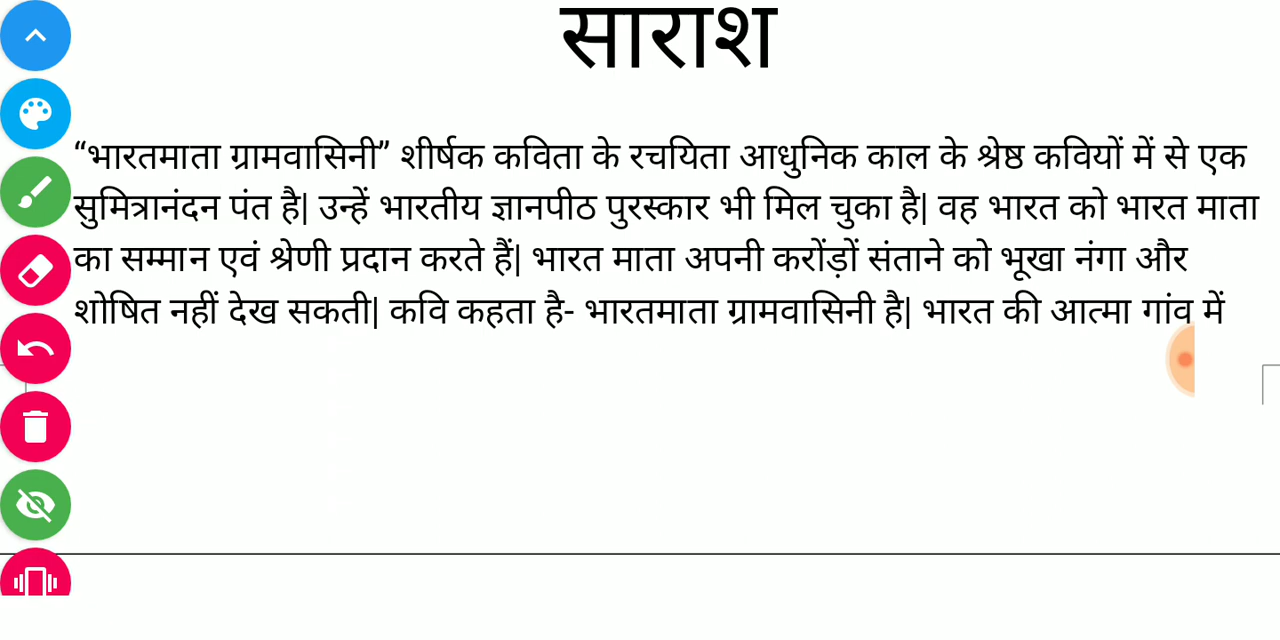 साराश
“भारतमाता ग्रामवासिनी” शीर्षक कविता के रचयिता आधुनिक काल के श्रेष्ठ कवियों में से एक
सुमित्रानंदन पंत है| उन्हें भारतीय ज्ञानपीठ पुरस्कार भी मिल चुका है| वह भारत को भारत माता
का सम्मान एवं श्रेणी प्रदान करते हैं| भारत माता अपनी करोंड़ों संताने को भूखा नंगा और
शोषित नहीं देख सकती| कवि कहता है- भारतमाता ग्रामवासिनी है| भारत की आत्मा गांव में